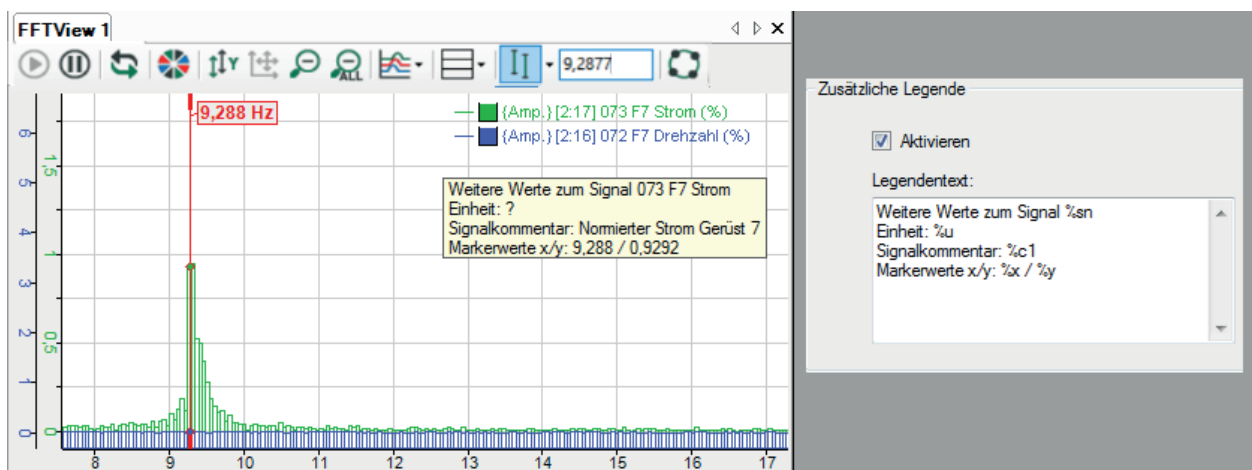 FFTView 1
Y
ALL
9,2877
9,288 Hz
{Amp.} [2:17] 073 F7 Strom (%)
{Amp.} [2:16] 072 F7 Drehzahl (%)
Weitere Werte zum Signal 073 F7 Strom
Einheit: ?
Signalkommentar: Normierter Strom Gerüst 7
Markerwerte x/y: 9,288 / 0,9292
6
5
4
3
2
1
0
1,5
1
0,5
0
8 9 10 11 12 13 14 15 16 17
Zusätzliche Legende
Aktivieren
Legendentext:
Weitere Werte zum Signal %sn
Einheit: %u
Signalkommentar: %c1
Markerwerte x/y: %x / %y